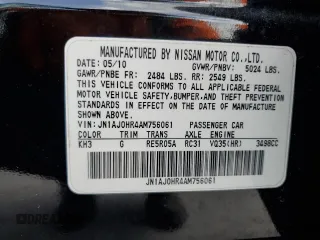 MANUFACTURED BY NISSAN MOTOR CO.,LTD.
DATE: 05/10 GVWR/PNBV: 5024 LBS.
GAWR/PNBE FR: 2484 LBS. RR: 2549 LBS.
THIS VEHICLE CONFORMS TO ALL APPLICABLE FEDERAL
MOTOR VEHICLE SAFETY, BUMPER, AND THEFT
PREVENTION STANDARDS IN EFFECT ON THE DATE OF
MANUFACTURE SHOWN ABOVE.
VIN: JN1AJ0HR4AM756061 PASSENGER CAR
COLOR TRIM TRANS AXLE ENGINE
KH3 G RE5R05A RC31 VQ35(HR) 3498CC
JN1AJ0HR4AM756061